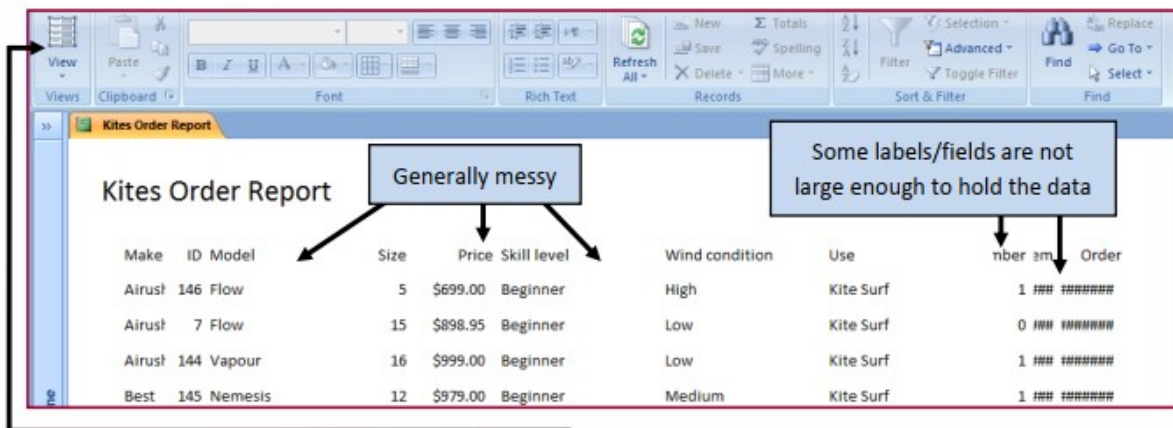 New Σ Totals Selection Replace
Save Spelling Advanced Go To
View Paste B I U A Refresh All Delete More Filter Toggle Filter Find Select
Views Clipboard Font Rich Text Records Sort & Filter Find
Kites Order Report
Generally messy
Some labels/fields are not
large enough to hold the data
Kites Order Report
Make ID Model Size Price Skill level Wind condition Use nber em Order
Airush 146 Flow 5 $699.00 Beginner High Kite Surf 1 ### #######
Airush 7 Flow 15 $898.95 Beginner Low Kite Surf 0 ### #######
Airush 144 Vapour 16 $999.00 Beginner Low Kite Surf 1 ### #######
Best 145 Nemesis 12 $979.00 Beginner Medium Kite Surf 1 ### #######